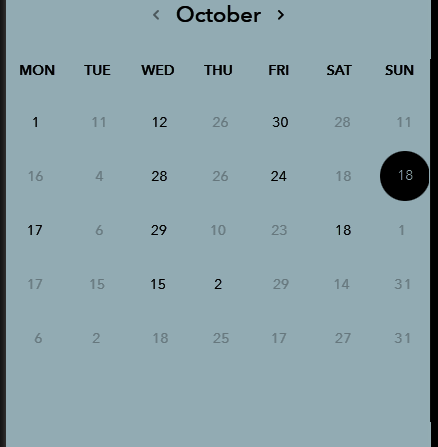 ‹ October ›
MON TUE WED THU FRI SAT SUN
1 11 12 26 30 28 11
16 4 28 26 24 18 18
17 6 29 10 23 18 1
17 15 15 2 29 14 31
6 2 18 25 17 27 31